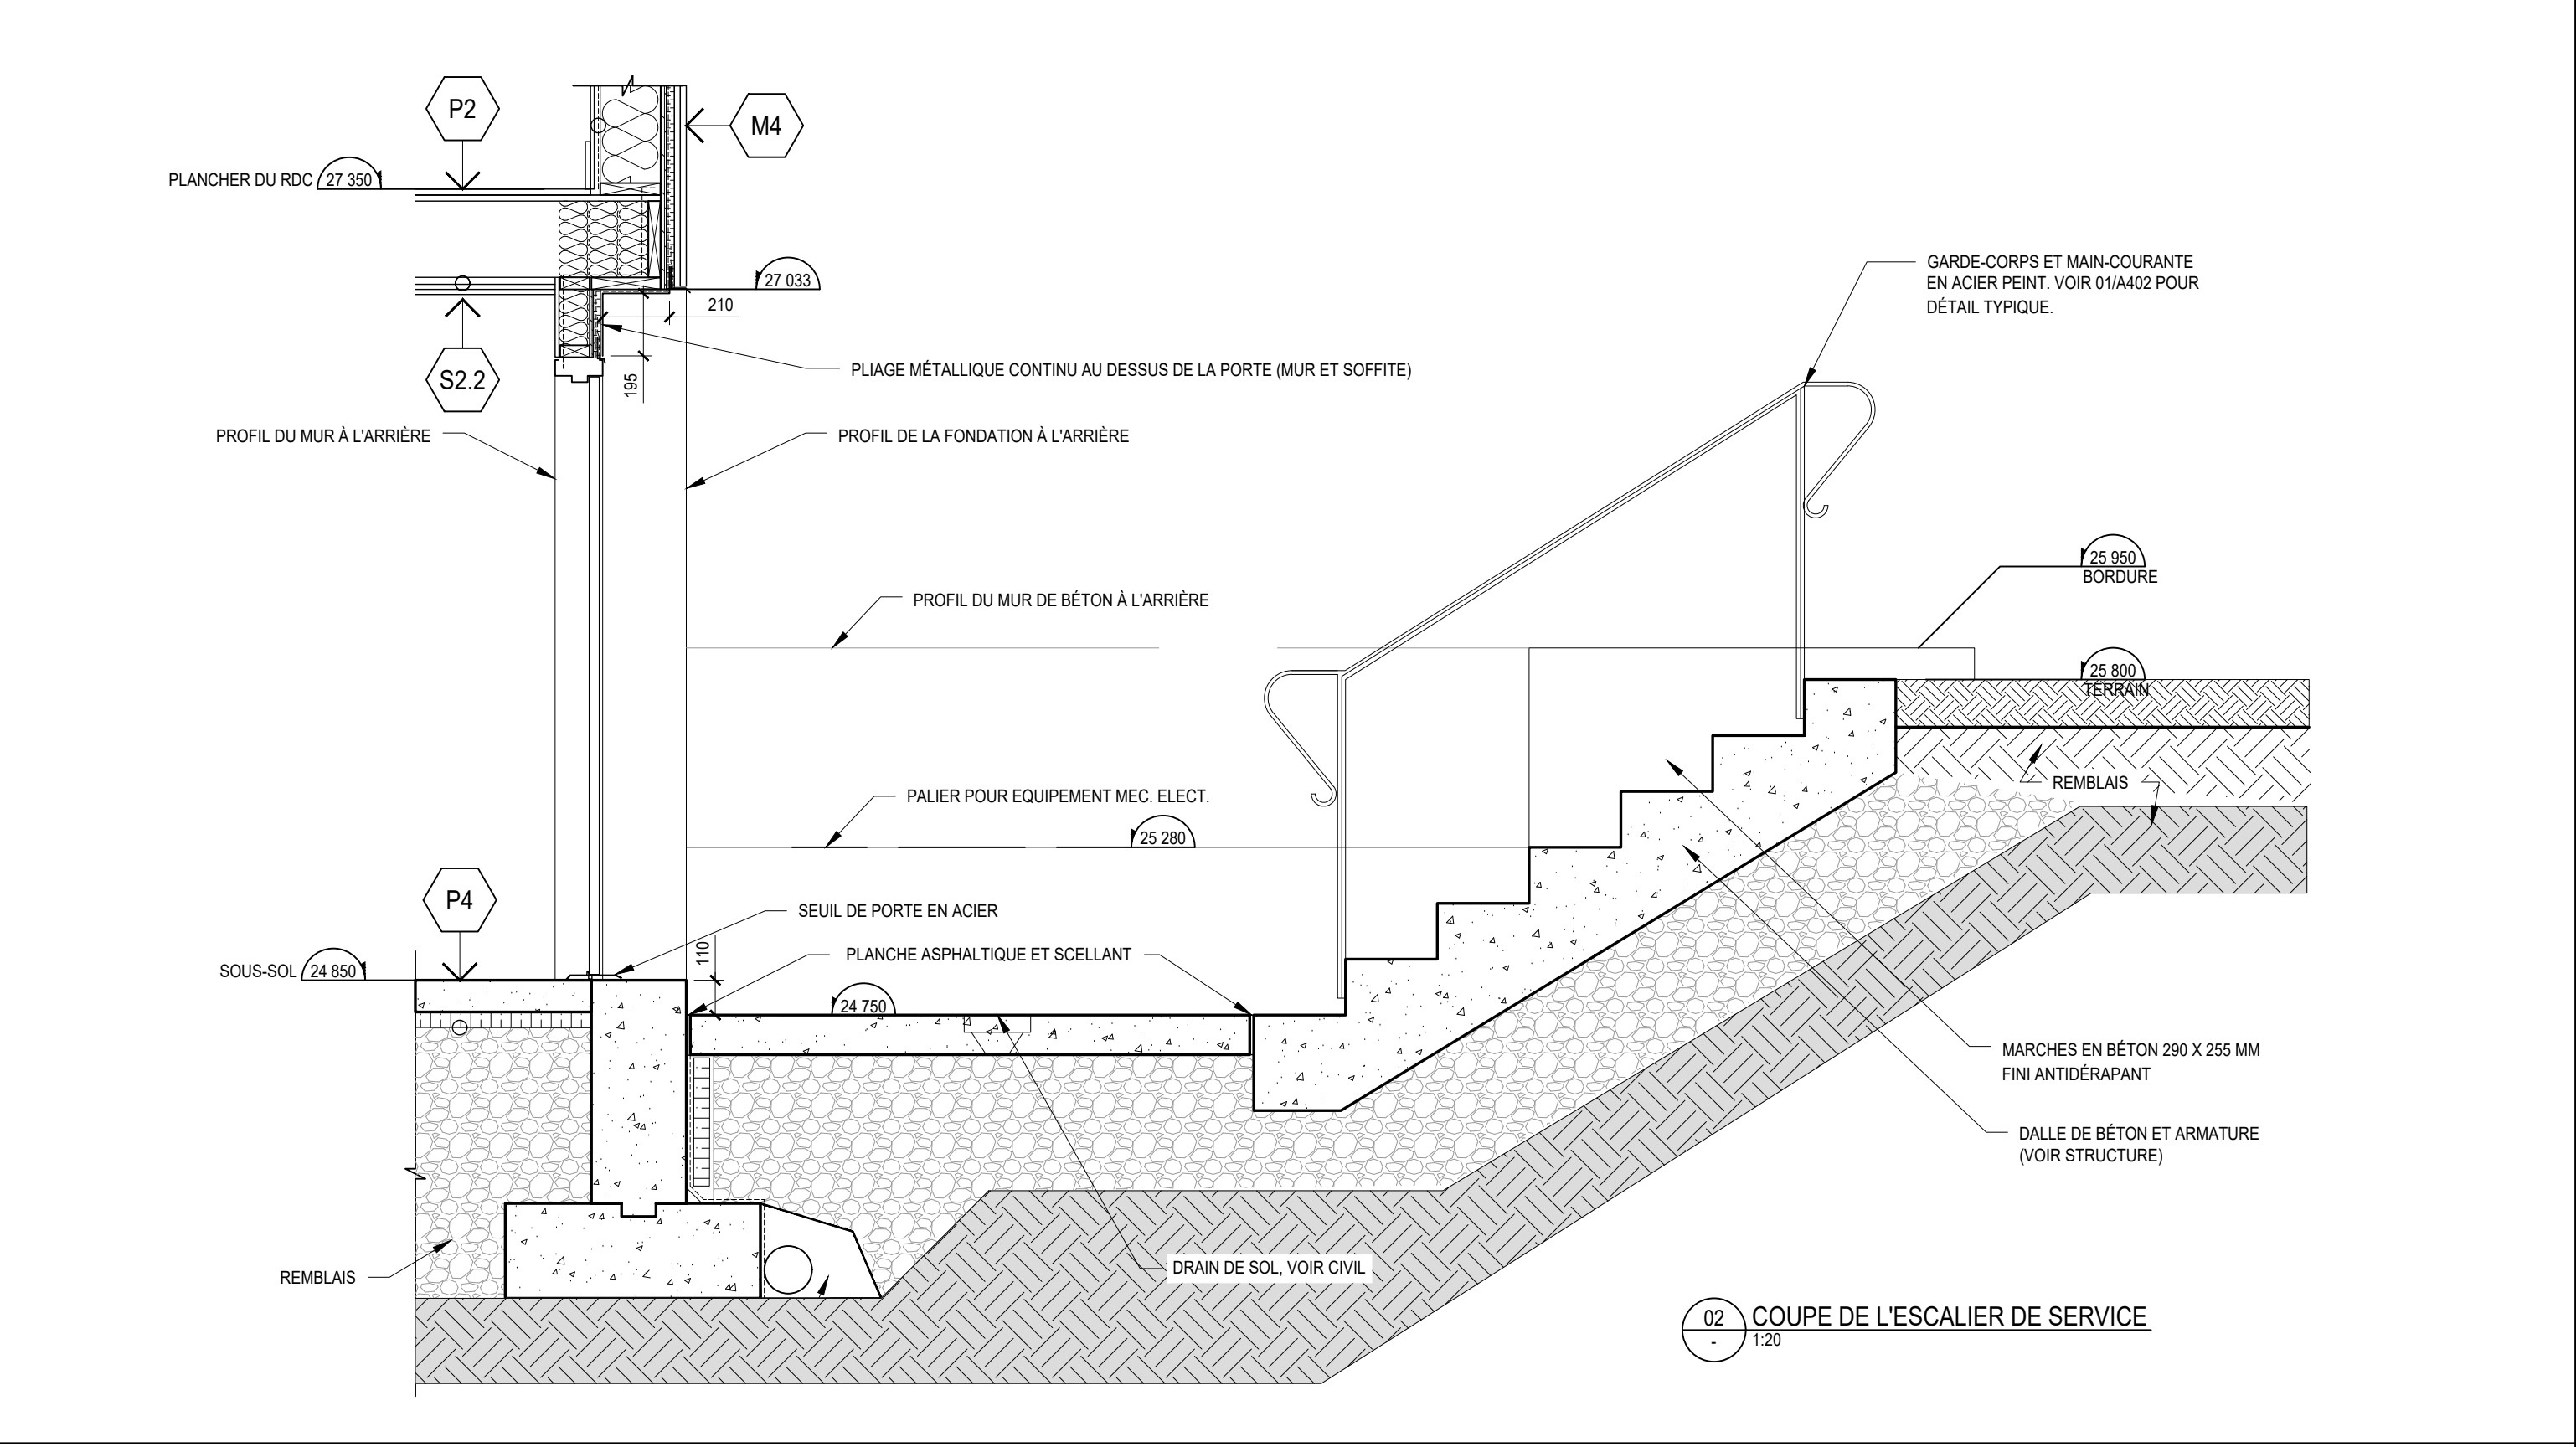 P2
M4
PLANCHER DU RDC
27 350
27 033
210
GARDE-CORPS ET MAIN-COURANTE
EN ACIER PEINT. VOIR 01/A402 POUR
DÉTAIL TYPIQUE.
S2.2
195
PLIAGE MÉTALLIQUE CONTINU AU DESSUS DE LA PORTE (MUR ET SOFFITE)
PROFIL DU MUR À L'ARRIÈRE
PROFIL DE LA FONDATION À L'ARRIÈRE
25 950
BORDURE
PROFIL DU MUR DE BÉTON À L'ARRIÈRE
25 800
TERRAIN
REMBLAIS
PALIER POUR EQUIPEMENT MEC. ELECT.
25 280
P4
SEUIL DE PORTE EN ACIER
110
PLANCHE ASPHALTIQUE ET SCELLANT
SOUS-SOL
24 850
24 750
MARCHES EN BÉTON 290 X 255 MM
FINI ANTIDÉRAPANT
DALLE DE BÉTON ET ARMATURE
(VOIR STRUCTURE)
REMBLAIS
DRAIN DE SOL, VOIR CIVIL
02
-
COUPE DE L'ESCALIER DE SERVICE
1:20